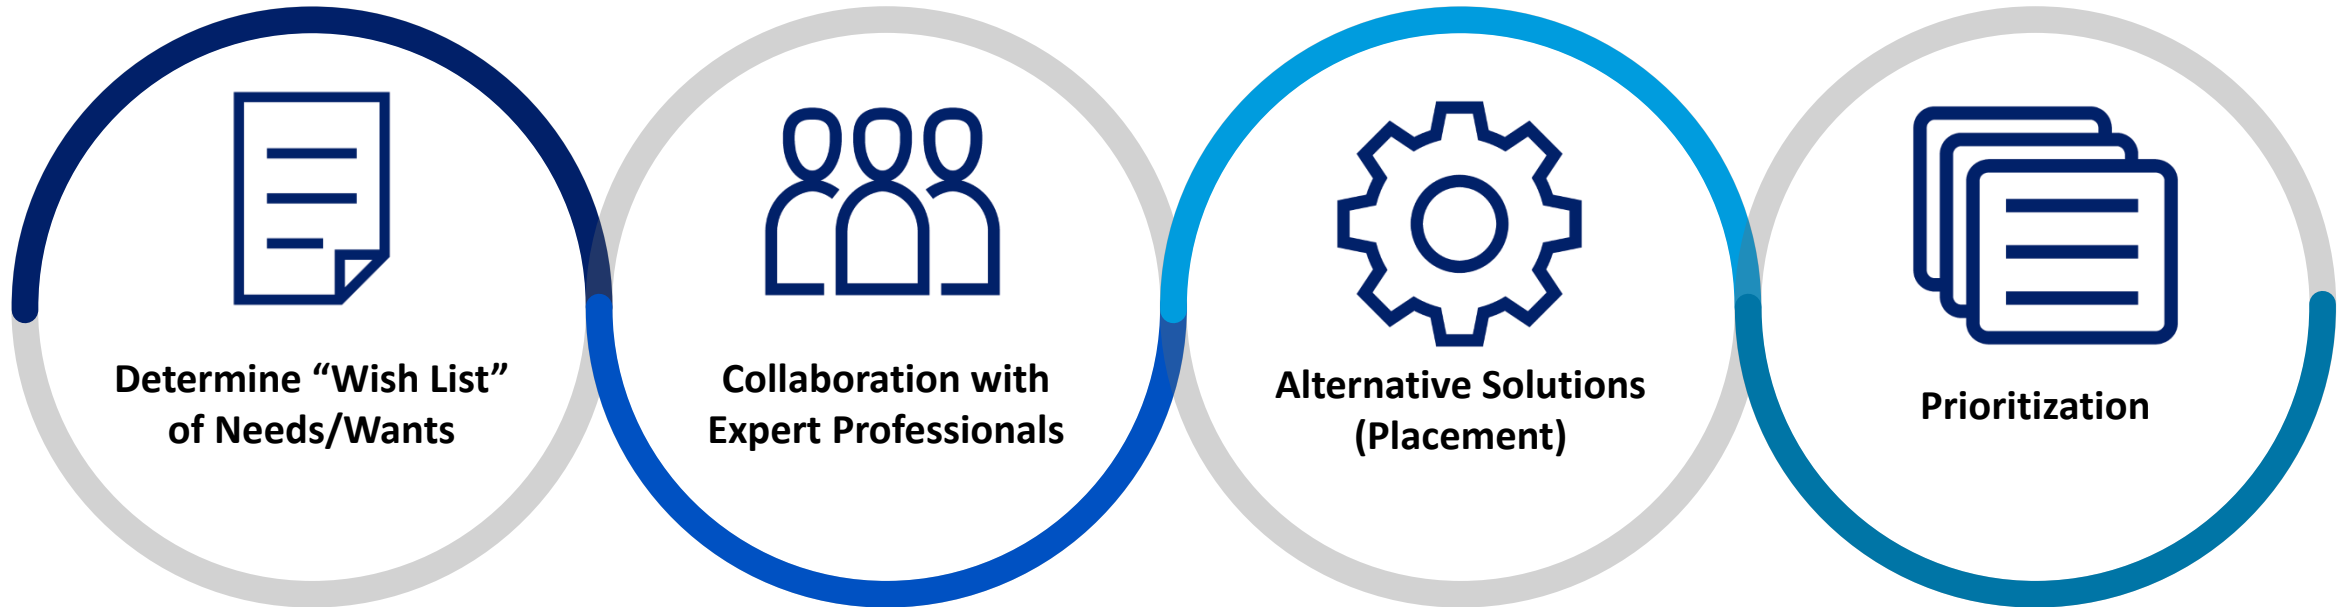 Determine “Wish List”
of Needs/Wants
Collaboration with
Expert Professionals
Alternative Solutions
(Placement)
Prioritization